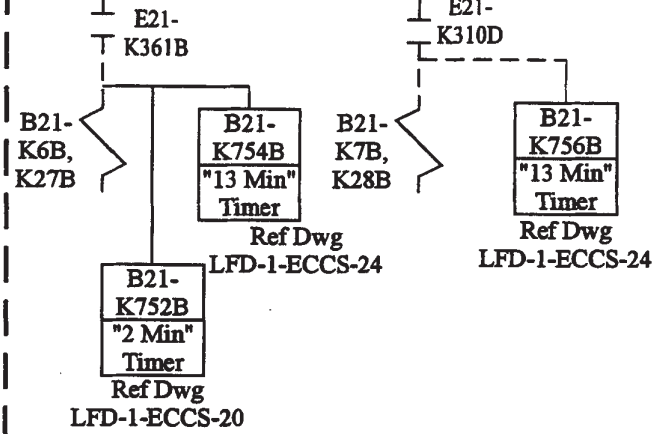 E21-
K361B
B21-
K6B,
K27B
B21-
K754B
"13 Min"
Timer
Ref Dwg
LFD-1-ECCS-24
B21-
K752B
"2 Min"
Timer
Ref Dwg
LFD-1-ECCS-20
E21-
K310D
B21-
K7B,
K28B
B21-
K756B
"13 Min"
Timer
Ref Dwg
LFD-1-ECCS-24